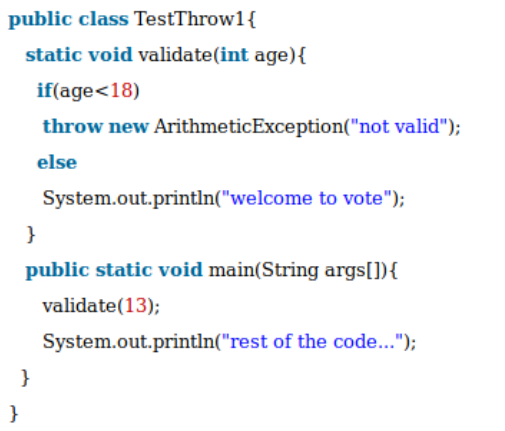 public class TestThrow1{
static void validate(int age){
if(age<18)
throw new ArithmeticException("not valid");
else
System.out.println("welcome to vote");
}
public static void main(String args[]){
validate(13);
System.out.println("rest of the code...");
}
}